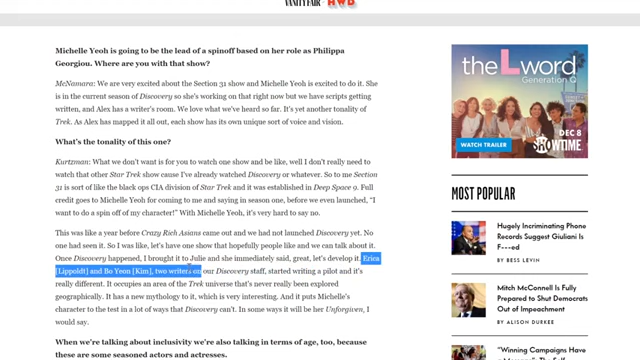 VANITY FAIR HWD
Michelle Yeoh is going to be the lead of a spinoff based on her role as Philippa
Georgiou. Where are you with that show?
McNamara: We are very excited about the Section 31 show and Michelle Yeoh is excited to do it. She
is in the current season of Discovery so she's working on that right now but we have scripts getting
written, and Alex has a writer's room. We love what we've heard so far. It's yet another tonality of
Trek. As Alex has mapped it all out, each show has its own unique sort of voice and vision.
What's the tonality of this one?
Kurtzman: What we don't want is for you to watch one show and be like, well I don't really need to
watch that other Star Trek show cause I've already watched Discovery or whatever. So to me Section
31 is sort of like the black ops CIA division of Star Trek and it was established in Deep Space 9. Full
credit goes to Michelle Yeoh for coming to me and saying in season one, before we even launched, "I
want to do a spin off of my character!" With Michelle Yeoh, it's very hard to say no.
This was like a year before Crazy Rich Asians came out and we had not launched Discovery yet. No
one had seen it. So I was like, let's have one show that hopefully people like and we can talk about it.
Once Discovery happened, I brought it to Julie and she immediately said, great, let's develop it. Erica
[Lippoldt] and Bo Yeon [Kim], two writers on our Discovery staff, started writing a pilot and it's
really different. It occupies an area of the Trek universe that's never really been explored
geographically. It has a new mythology to it, which is very interesting. And it puts Michelle's
character to the test in a lot of ways that Discovery can't. In some ways it will be her Unforgiven, I
would say.
When we're talking about inclusivity we're also talking in terms of age, too, because
these are some seasoned actors and actresses.
the L word
Generation Q
WATCH TRAILER
DEC 8
SHOWTIME
MOST POPULAR
Hugely Incriminating Phone
Records Suggest Giuliani Is
F---ed
BY BESS LEVIN
Mitch McConnell Is Fully
Prepared to Shut Democrats
Out of Impeachment
BY ALISON DURKEE
"Winning Campaigns Have